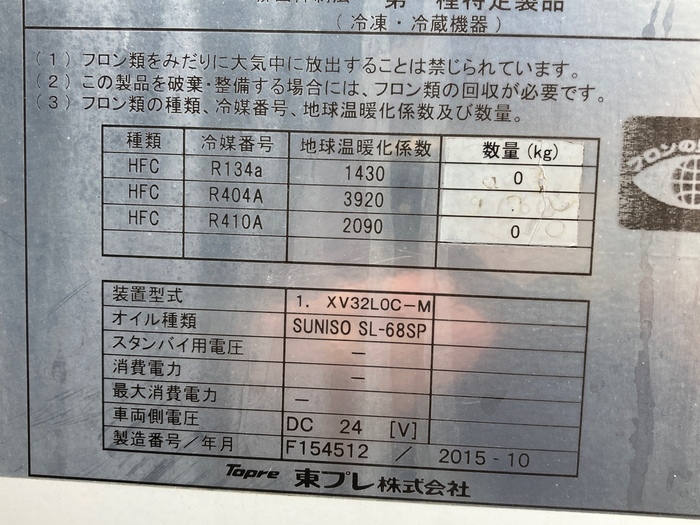 第一種特定製品
(冷凍・冷蔵機器)
(1)フロン類をみだりに大気中に放出することは禁じられています。
(2)この製品を破棄・整備する場合には、フロン類の回収が必要です。
(3)フロン類の種類、冷媒番号、地球温暖化係数及び数量。
種類 冷媒番号 地球温暖化係数 数量(kg)
HFC R134a 1430 0
HFC R404A 3920
HFC R410A 2090 0
装置型式 1. XV32LOC-M
オイル種類 SUNISO SL-68SP
スタンバイ用電圧 —
消費電力 —
最大消費電力 —
車両側電圧 DC 24 [V]
製造番号/年月 F154512 / 2015-10
Topre 東プレ株式会社
フロンの